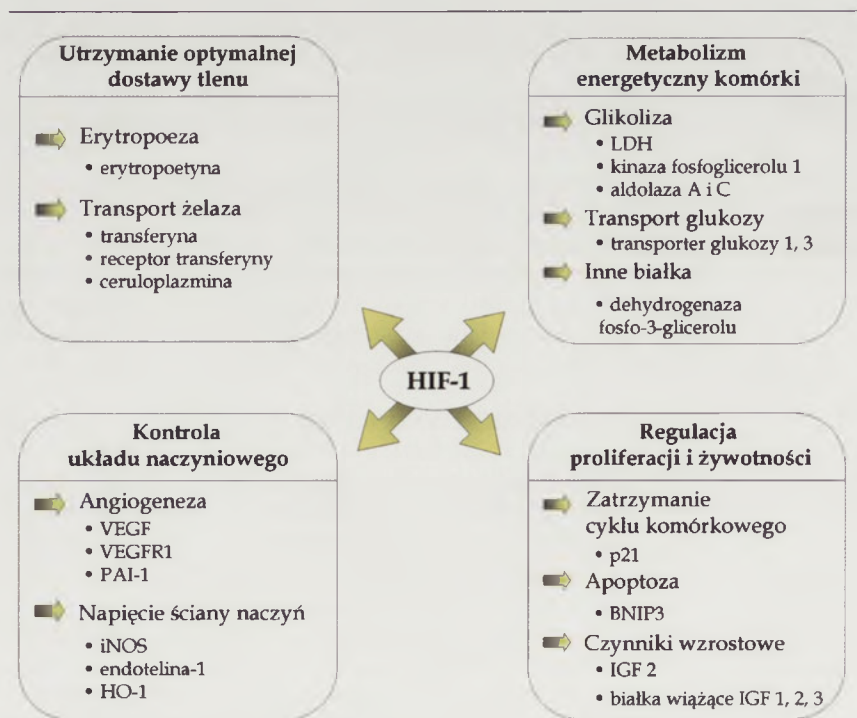 Utrzymanie optymalnej
dostawy tlenu
Erytropoeza
• erytropoetyna
Transport żelaza
• transferyna
• receptor transferyny
• ceruloplazmina
Metabolizm
energetyczny komórki
Glikoliza
• LDH
• kinaza fosfoglicerolu 1
• aldolaza A i C
Transport glukozy
• transporter glukozy 1, 3
Inne białka
• dehydrogenaza
fosfo-3-glicerolu
HIF-1
Kontrola
układu naczyniowego
Angiogeneza
• VEGF
• VEGFR1
• PAI-1
Napięcie ściany naczyń
• iNOS
• endotelina-1
• HO-1
Regulacja
proliferacji i żywotności
Zatrzymanie
cyklu komórkowego
• p21
Apoptoza
• BNIP3
Czynniki wzrostowe
• IGF 2
• białka wiążące IGF 1, 2, 3